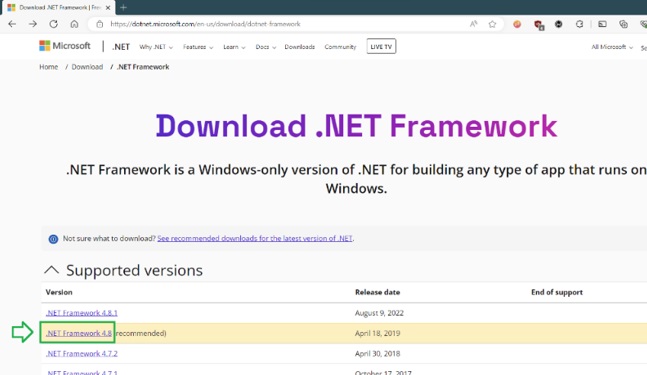 Download .NET Framework | Free
https://dotnet.microsoft.com/en-us/download/dotnet-framework
Microsoft | .NET Why .NET Features Learn Docs Downloads Community LIVE TV All Microsoft
Home / Download / .NET Framework
Download .NET Framework
.NET Framework is a Windows-only version of .NET for building any type of app that runs on
Windows.
Not sure what to download? See recommended downloads for the latest version of .NET.
Supported versions
Version Release date End of support
.NET Framework 4.8.1 August 9, 2022
.NET Framework 4.8 (recommended) April 18, 2019
.NET Framework 4.7.2 April 30, 2018
.NET Framework 4.7.1 October 17, 2017